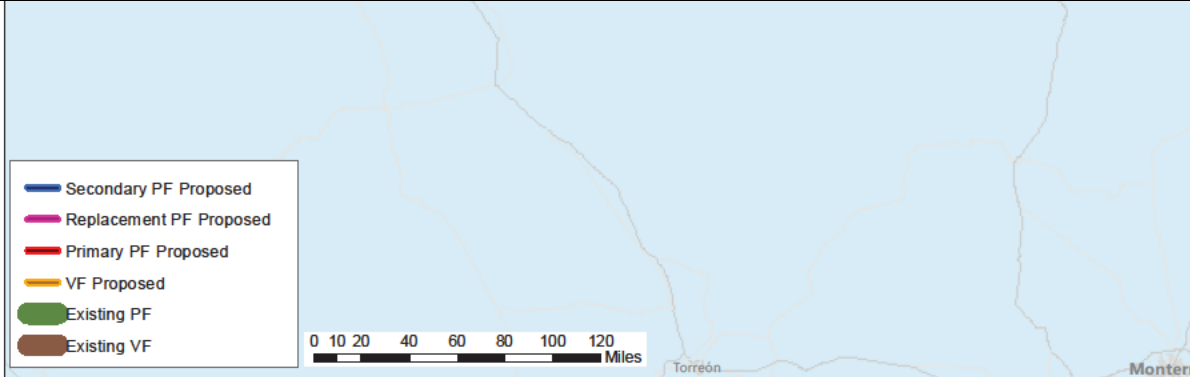 Secondary PF Proposed
Replacement PF Proposed
Primary PF Proposed
VF Proposed
Existing PF
Existing VF
0 10 20 40 60 80 100 120
Miles
Torreón
Monterr